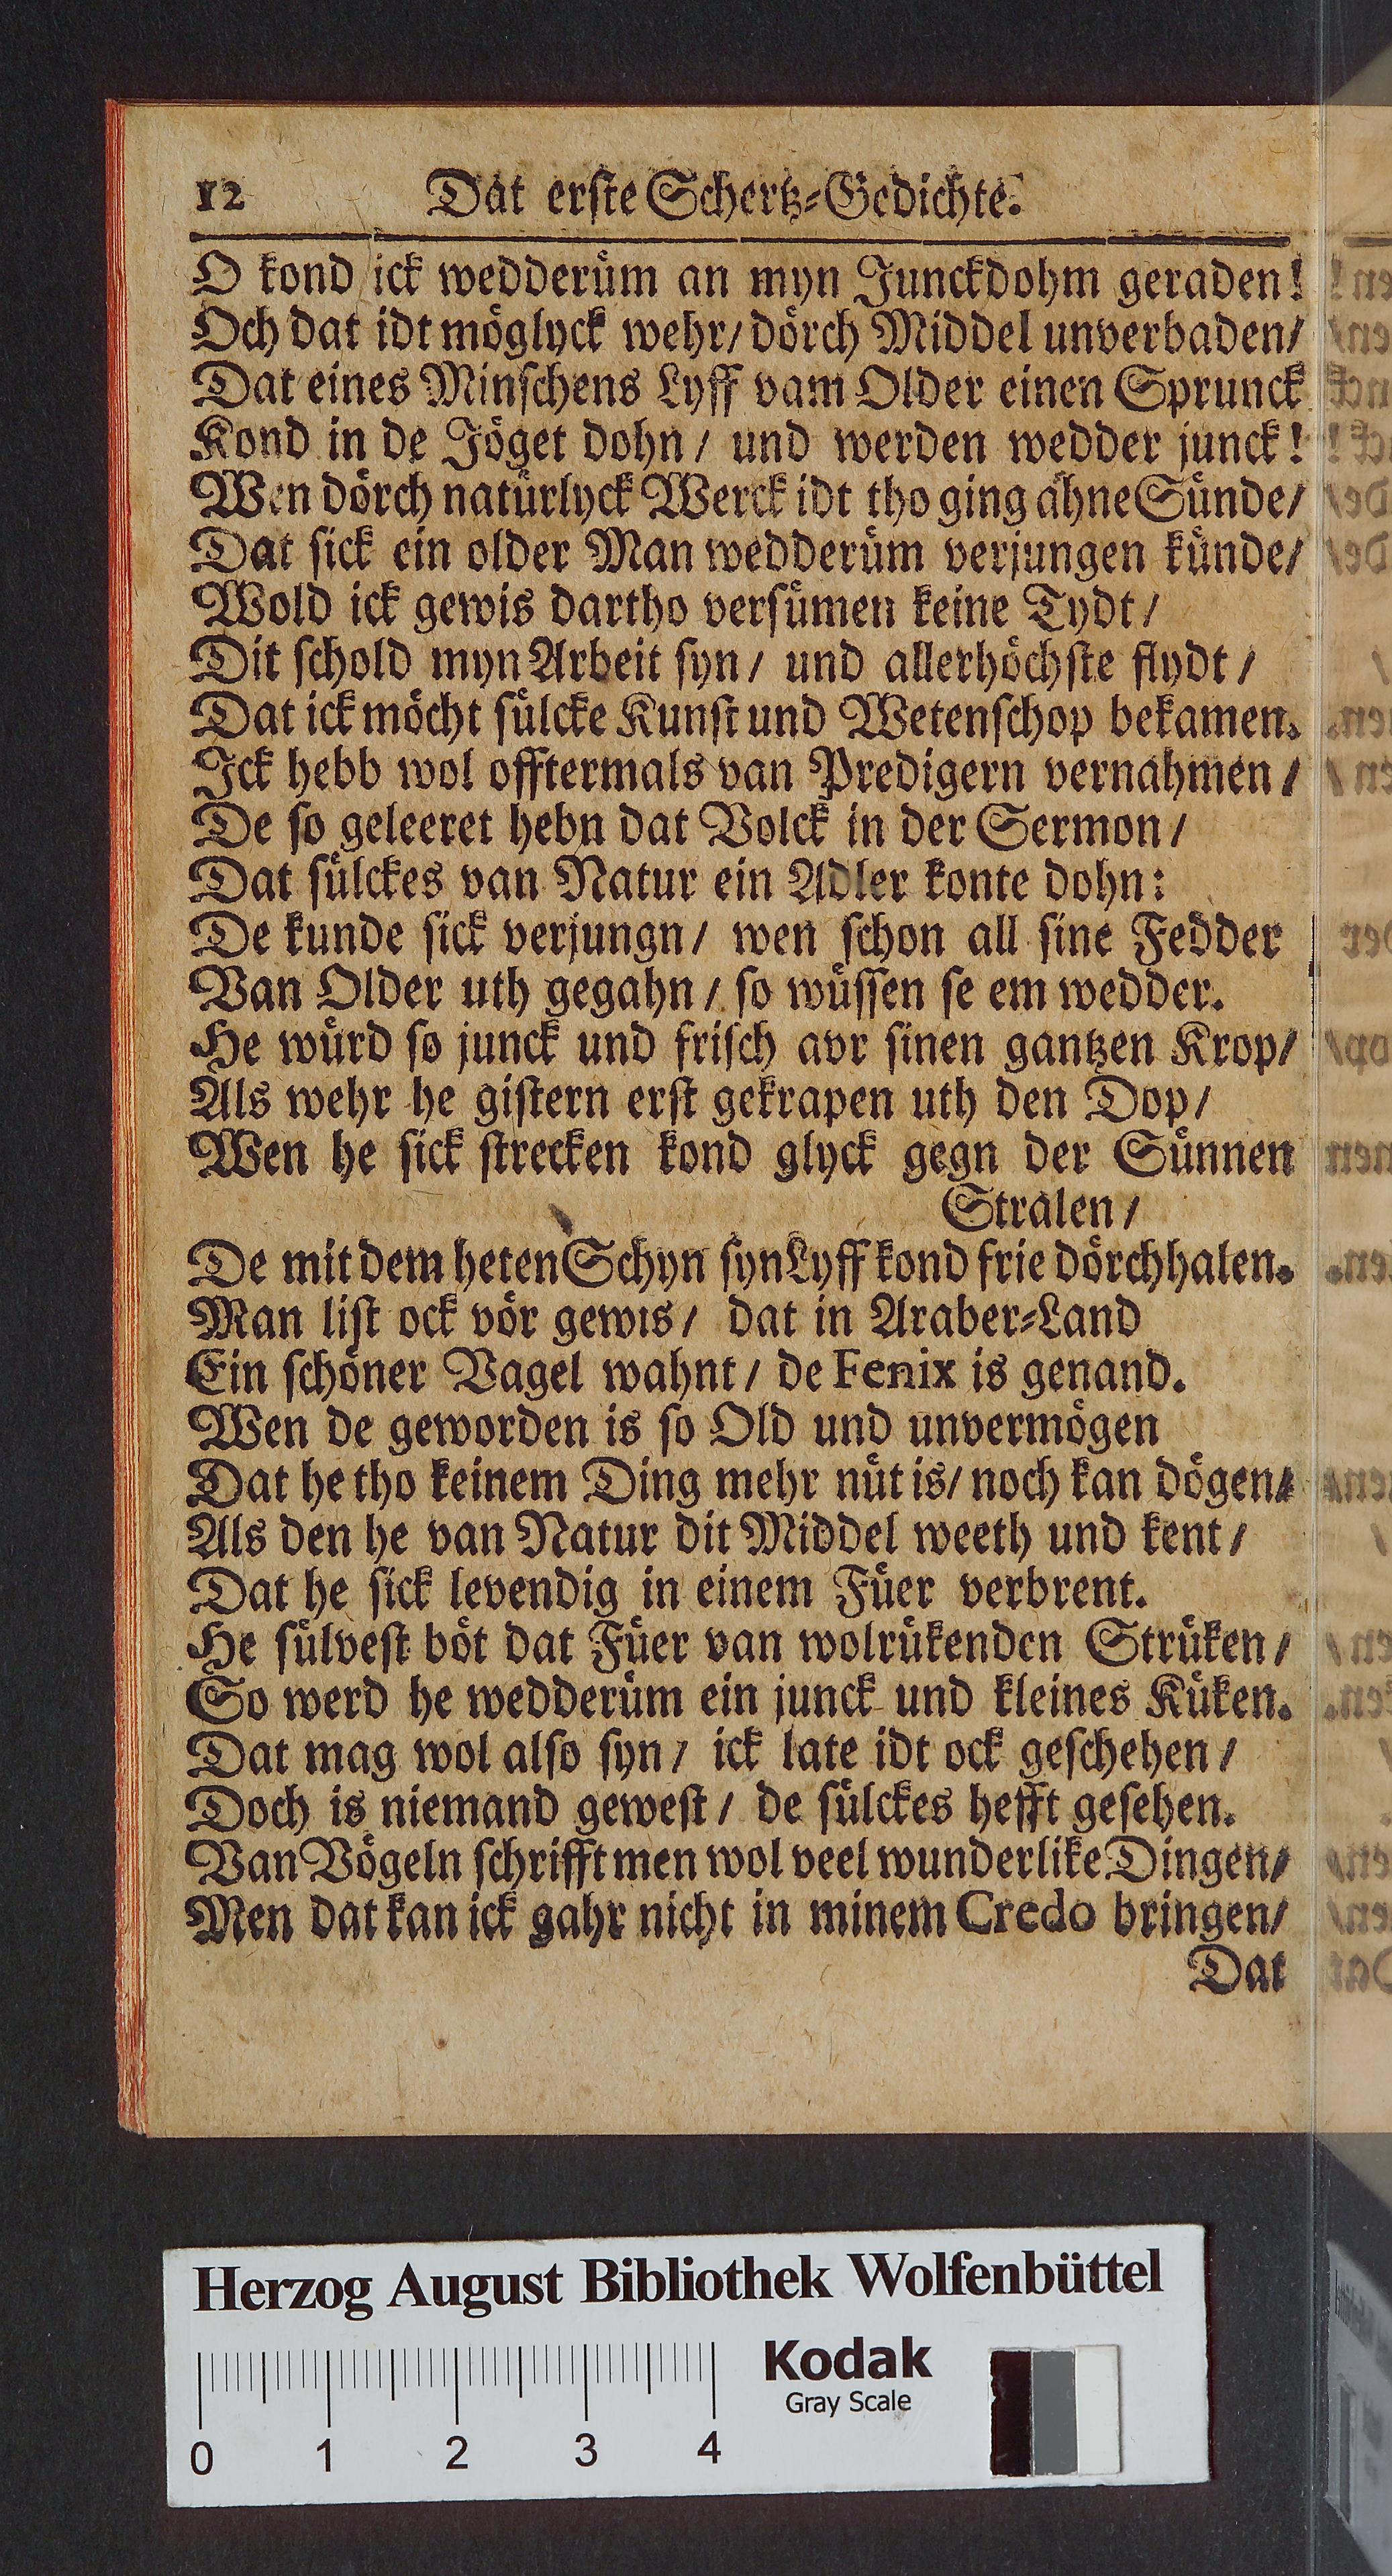 12 Dat erste Schertz-Gedichte.
O kond ick wedderüm an myn Junckdohm geraden!
Och dat idt möglyck wehr/ dörch Middel unverbaden/
Dat eines Minschens Lyff vam Older einen Sprunck
Kond in de Jöget dohn/ und werden wedder junck!
Wen dörch natürlyck Werck idt tho ging ahne Sünde/
Dat sick ein older Man wedderüm verjungen künde/
Wold ick gewis dartho versümen keine Tydt/
Dit schold myn Arbeit syn/ und allerhöchste flydt/
Dat ick möcht sülcke Kunst und Wetenschop bekamen.
Ick hebb wol offtermals van Predigern vernahmen/
De so geleeret hebn dat Volck in der Sermon/
Dat sülckes van Natur ein Adler konte dohn:
De kunde sick verjungn/ wen schon all sine Fedder
Van Older uth gegahn/ so wüssen se em wedder.
He würd so junck und frisch avr sinen gantzen Krop/
Als wehr he gistern erst gekrapen uth den Dop/
Wen he sick strecken kond glyck gegn der Sünnen
Stralen/
De mit dem heten Schyn syn Lyff kond frie dörchhalen.
Man list ock vör gewis/ dat in Araber-Land
Ein schöner Vagel wahnt/ de Fenix is genand.
Wen de geworden is so Old und unvermögen
Dat he tho keinem Ding mehr nüt is/ noch kan dögen/
Als den he van Natur dit Middel weeth und kent/
Dat he sick levendig in einem Füer verbrent.
He sülvest böt dat Füer van wolrükenden Strüken/
So werd he wedderüm ein junck und kleines Küken.
Dat mag wol also syn/ ick late idt ock geschehen/
Doch is niemand gewest/ de sülckes hefft gesehen.
Van Vögeln schrifft men wol veel wunderlike Dingen/
Men dat kan ick gahr nicht in minem Credo bringen/
Dat
Herzog August Bibliothek Wolfenbüttel
Kodak
Gray Scale
0 1 2 3 4